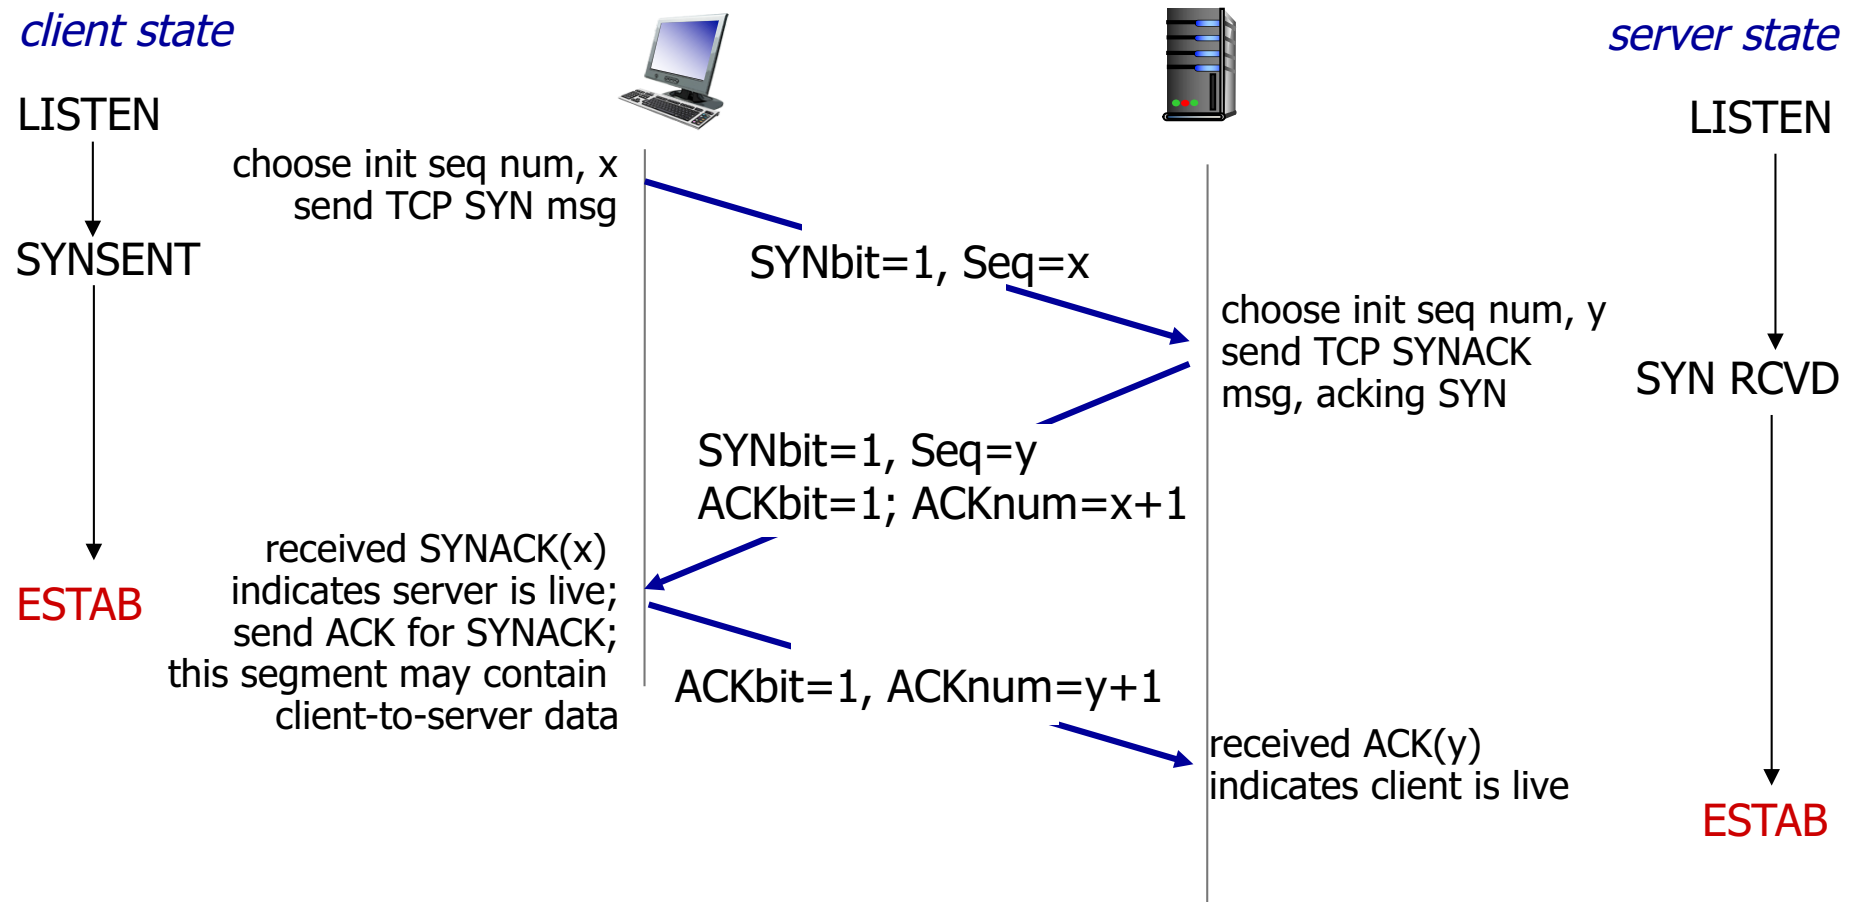 client state
server state
LISTEN
LISTEN
choose init seq num, x
send TCP SYN msg
SYNSENT
SYNbit=1, Seq=x
choose init seq num, y
send TCP SYNACK
msg, acking SYN
SYN RCVD
SYNbit=1, Seq=y
ACKbit=1; ACKnum=x+1
received SYNACK(x)
indicates server is live;
send ACK for SYNACK;
this segment may contain
client-to-server data
ESTAB
ACKbit=1, ACKnum=y+1
received ACK(y)
indicates client is live
ESTAB